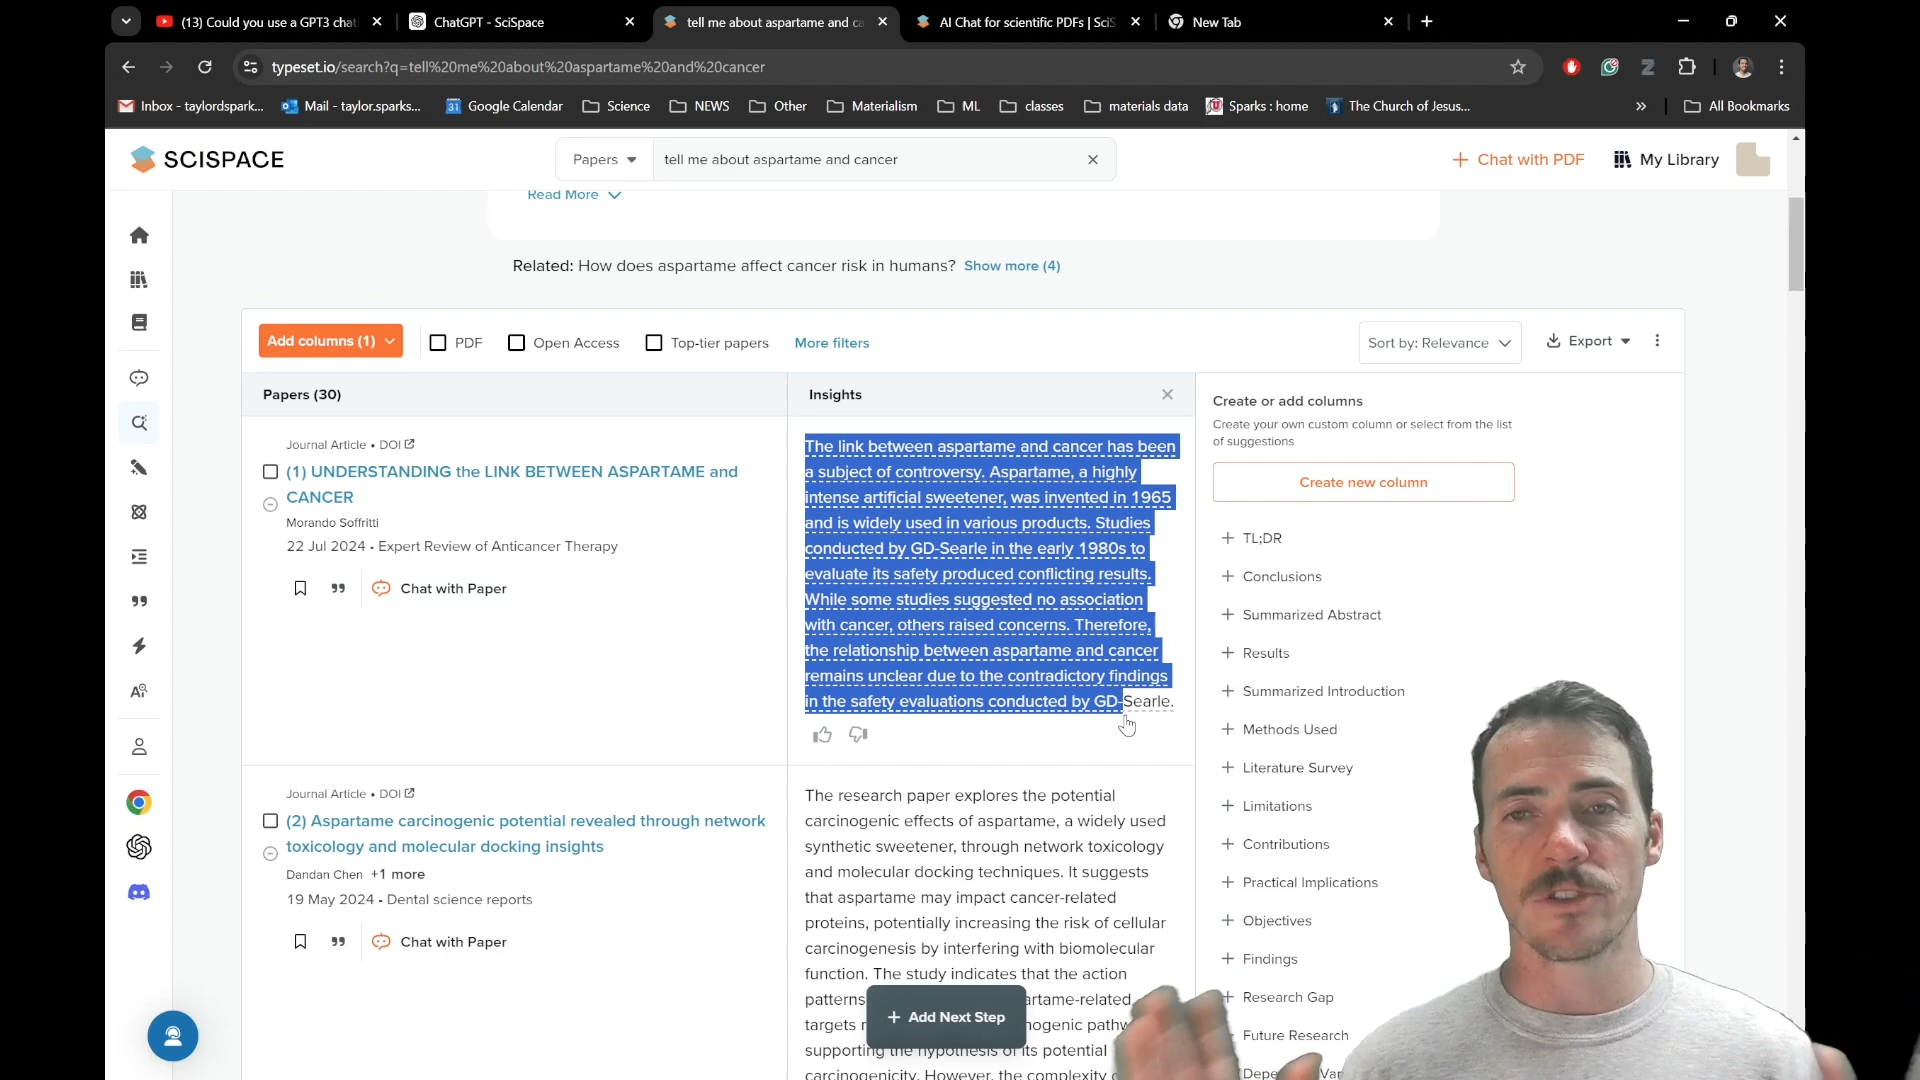 (13) Could you use a GPT3 chat
ChatGPT - SciSpace
tell me about aspartame and ca
AI Chat for scientific PDFs | SciS
New Tab
typeset.io/search?q=tell%20me%20about%20aspartame%20and%20cancer
Inbox - taylordspark...
Mail - taylor.sparks...
Google Calendar
Science
NEWS
Other
Materialism
ML
classes
materials data
Sparks : home
The Church of Jesus...
All Bookmarks
SCISPACE
Papers
tell me about aspartame and cancer
Chat with PDF
My Library
Read More
Related: How does aspartame affect cancer risk in humans? Show more (4)
Add columns (1)
PDF
Open Access
Top-tier papers
More filters
Sort by: Relevance
Export
Papers (30)
Insights
Journal Article • DOI
(1) UNDERSTANDING the LINK BETWEEN ASPARTAME and
CANCER
Morando Soffritti
22 Jul 2024 - Expert Review of Anticancer Therapy
Chat with Paper
The link between aspartame and cancer has been
a subject of controversy. Aspartame, a highly
intense artificial sweetener, was invented in 1965
and is widely used in various products. Studies
conducted by GD-Searle in the early 1980s to
evaluate its safety produced conflicting results.
While some studies suggested no association
with cancer, others raised concerns. Therefore,
the relationship between aspartame and cancer
remains unclear due to the contradictory findings
in the safety evaluations conducted by GD-Searle.
Journal Article • DOI
(2) Aspartame carcinogenic potential revealed through network
toxicology and molecular docking insights
Dandan Chen +1 more
19 May 2024 - Dental science reports
Chat with Paper
The research paper explores the potential
carcinogenic effects of aspartame, a widely used
synthetic sweetener, through network toxicology
and molecular docking techniques. It suggests
that aspartame may impact cancer-related
proteins, potentially increasing the risk of cellular
carcinogenesis by interfering with biomolecular
function. The study indicates that the action
patterns
targets
supporting the hypothesis of its potential
carcinogenicity. However, the complexity
Add Next Step
Create or add columns
Create your own custom column or select from the list
of suggestions
Create new column
TL;DR
Conclusions
Summarized Abstract
Results
Summarized Introduction
Methods Used
Literature Survey
Limitations
Contributions
Practical Implications
Objectives
Findings
Research Gap
Future Research